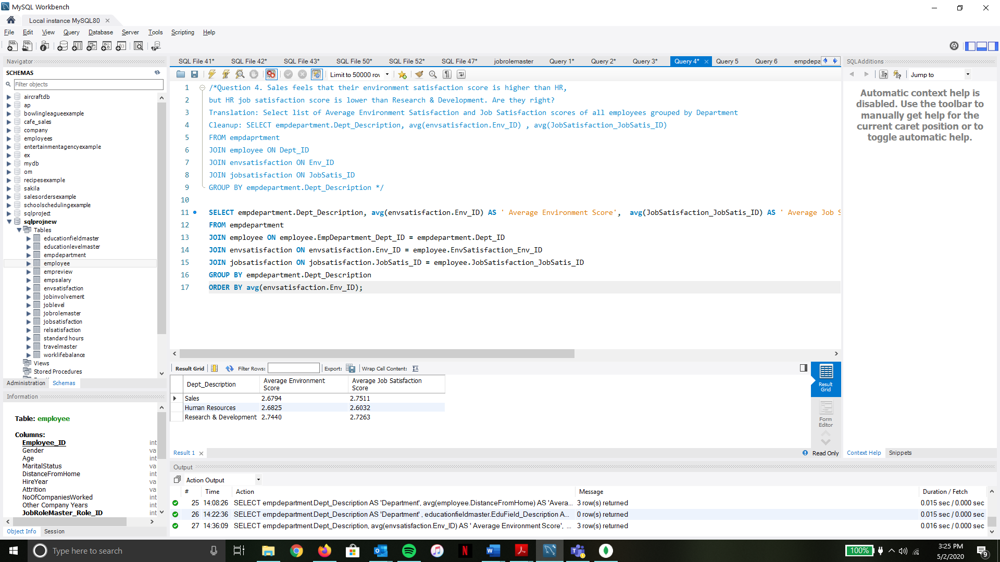 MySQL Workbench
Local instance MySQL80
File Edit View Query Database Server Tools Scripting Help
Navigator
SCHEMAS
Filter objects
aircraftdb
ap
bowlingleagueexample
cafe_sales
company
employees
entertainmentagencyexample
ex
mydb
om
recipesexample
sakila
salesordersexample
schoolschedulingexample
sqlproject
sqlprojnew
Tables
educationfieldmaster
educationlevelmaster
empdepartment
employee
empreview
empsalary
envsatisfaction
jobinvolvement
joblevel
jobrolemaster
jobsatisfaction
relsatisfaction
standard hours
travelmaster
worklifebalance
Views
Stored Procedures
Administration Schemas
Information
Table: employee
Columns:
Employee_ID int
Gender va
Age int
MaritalStatus va
DistanceFromHome int
HireYear va
Attrition va
NoOfCompaniesWorked int
Other Company Years int
JobRoleMaster_Role_ID int
Object Info Session
SQL File 41* SQL File 42* SQL File 43* SQL File 50* SQL File 52* SQL File 47* jobrolemaster Query 1* Query 2* Query 3* Query 4* Query 5 Query 6 empdepa
Limit to 50000 rov
1 /*Question 4. Sales feels that their environment satisfaction score is higher than HR,
2 but HR job satisfaction score is lower than Research & Development. Are they right?
3 Translation: Select list of Average Environment Satisfaction and Job Satisfaction scores of all employees grouped by Department
4 Cleanup: SELECT empdepartment.Dept_Description, avg(envsatisfaction.Env_ID) , avg(JobSatisfaction_JobSatis_ID)
5 FROM empdaprtment
6 JOIN employee ON Dept_ID
7 JOIN envsatisfaction ON Env_ID
8 JOIN jobsatisfaction ON JobSatis_ID
9 GROUP BY empdepartment.Dept_Description */
10
11 SELECT empdepartment.Dept_Description, avg(envsatisfaction.Env_ID) AS ' Average Environment Score', avg(JobSatisfaction_JobSatis_ID) AS ' Average Job S
12 FROM empdepartment
13 JOIN employee ON employee.EmpDepartment_Dept_ID = empdepartment.Dept_ID
14 JOIN envsatisfaction ON envsatisfaction.Env_ID = employee.EnvSatisfaction_Env_ID
15 JOIN jobsatisfaction ON jobsatisfaction.JobSatis_ID = employee.JobSatisfaction_JobSatis_ID
16 GROUP BY empdepartment.Dept_Description
17 ORDER BY avg(envsatisfaction.Env_ID);
Result Grid Filter Rows: Export: Wrap Cell Content:
Dept_Description Average Environment Score Average Job Satisfaction Score
Sales 2.6794 2.7511
Human Resources 2.6825 2.6032
Research & Development 2.7440 2.7263
Result Grid
Form Editor
Result 1
Read Only
SQLAdditions
Jump to
Automatic context help is
disabled. Use the toolbar to
manually get help for the
current caret position or to
toggle automatic help.
Context Help Snippets
Output
Action Output
# Time Action Message Duration / Fetch
25 14:08:26 SELECT empdepartment.Dept_Description AS 'Department', avg(employee.DistanceFromHome) AS 'Avera... 3 row(s) returned 0.015 sec / 0.000 sec
26 14:22:36 SELECT empdepartment.Dept_Description AS 'Department' , educationfieldmaster.EduField_Description A... 0 row(s) returned 0.015 sec / 0.000 sec
27 14:36:09 SELECT empdepartment.Dept_Description, avg(envsatisfaction.Env_ID) AS ' Average Environment Score', ... 3 row(s) returned 0.016 sec / 0.000 sec
Type here to search
100%
3:25 PM
5/2/2020
9